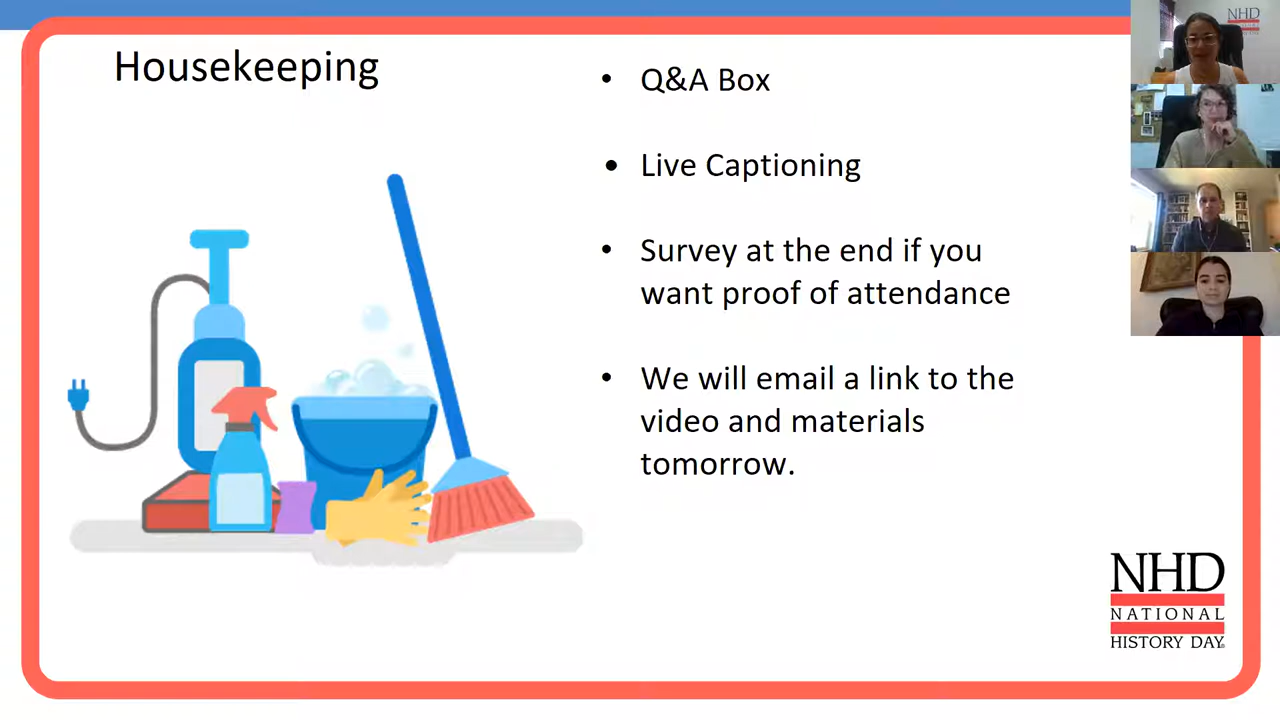 Housekeeping
• Q&A Box
• Live Captioning
• Survey at the end if you
want proof of attendance
• We will email a link to the
video and materials
tomorrow.
NHD
NATIONAL
HISTORY DAY
NHD